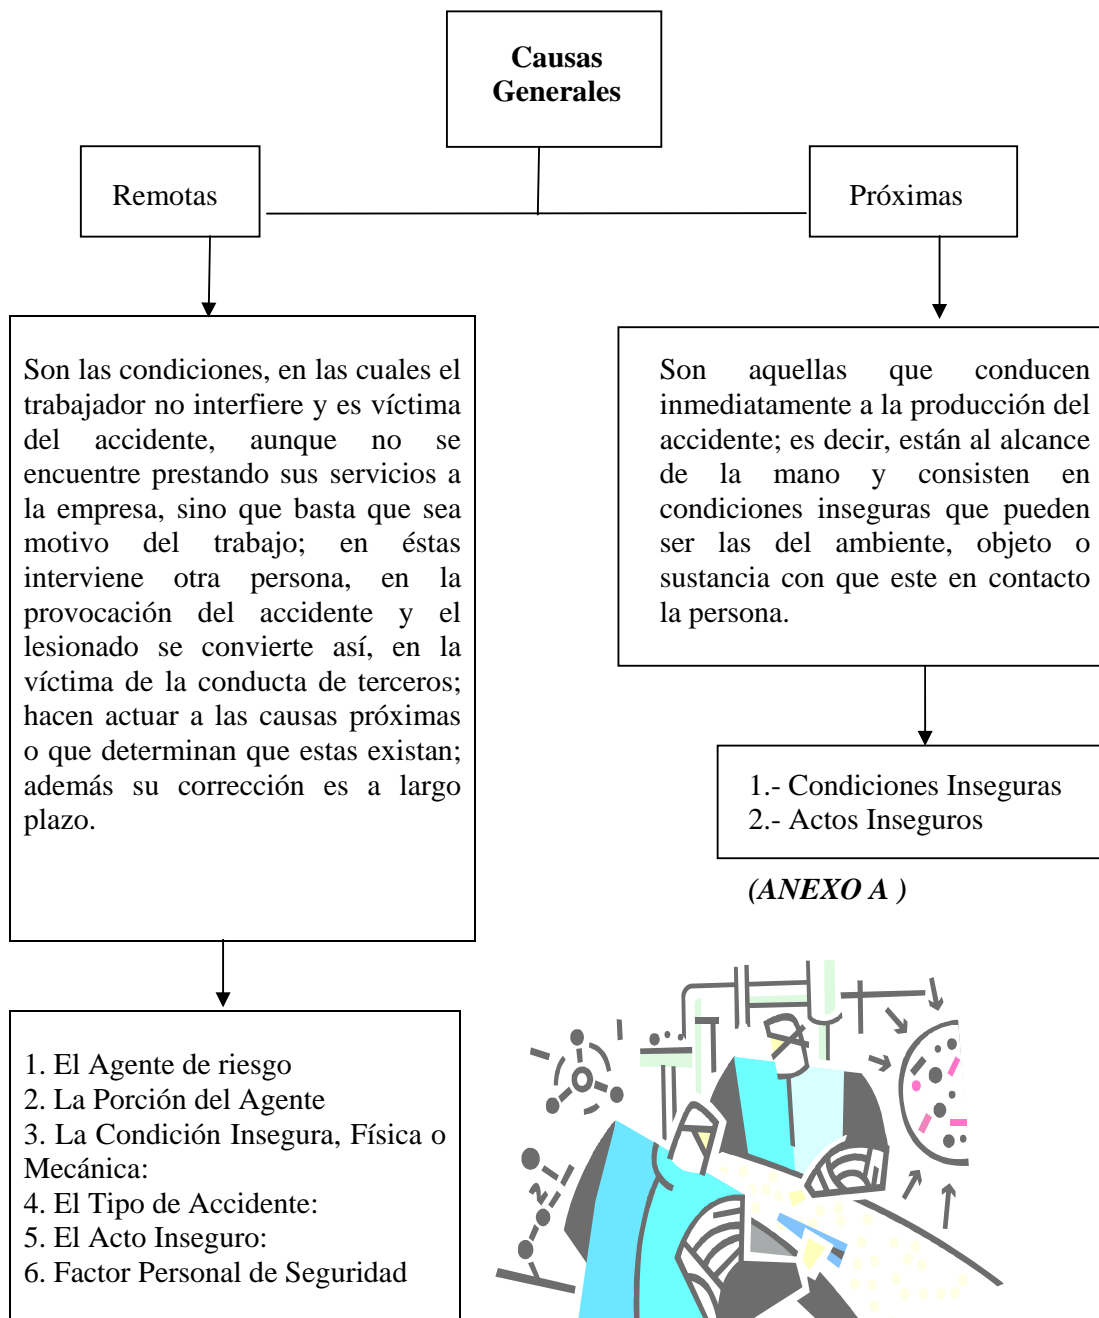 Causas
Generales
Remotas
Próximas
Son las condiciones, en las cuales el
trabajador no interfiere y es víctima
del accidente, aunque no se
encuentre prestando sus servicios a
la empresa, sino que basta que sea
motivo del trabajo; en éstas
interviene otra persona, en la
provocación del accidente y el
lesionado se convierte así, en la
víctima de la conducta de terceros;
hacen actuar a las causas próximas
o que determinan que estas existan;
además su corrección es a largo
plazo.
Son aquellas que conducen
inmediatamente a la producción del
accidente; es decir, están al alcance
de la mano y consisten en
condiciones inseguras que pueden
ser las del ambiente, objeto o
sustancia con que este en contacto
la persona.
1.- Condiciones Inseguras
2.- Actos Inseguros
(ANEXO A )
1. El Agente de riesgo
2. La Porción del Agente
3. La Condición Insegura, Física o
Mecánica:
4. El Tipo de Accidente:
5. El Acto Inseguro:
6. Factor Personal de Seguridad